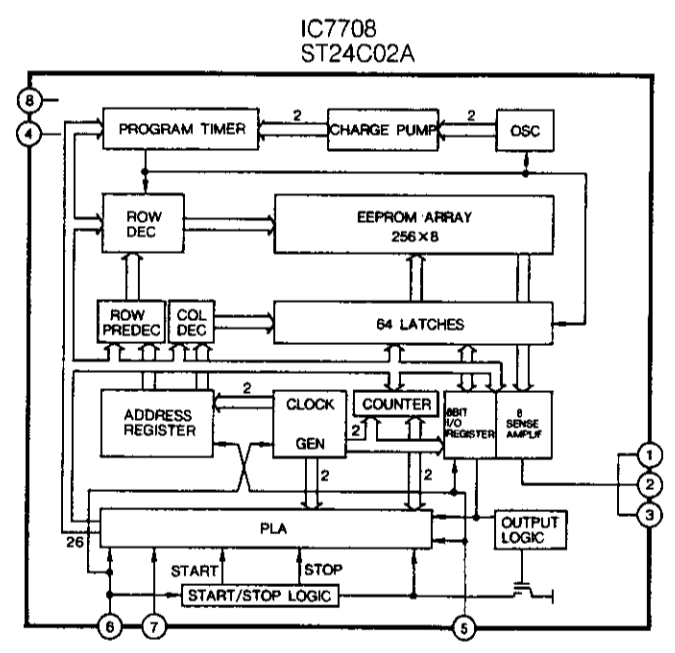 IC7708
ST24C02A
8
4
PROGRAM TIMER
2
CHARGE PUMP
2
OSC
ROW
DEC
EEPROM ARRAY
256×8
ROW
PREDEC
COL
DEC
64 LATCHES
ADDRESS
REGISTER
2
CLOCK
GEN
2
COUNTER
8BIT
I/O
REGISTER
8
SENSE
AMPLIF
2
2
1
2
3
PLA
26
OUTPUT
LOGIC
START
STOP
START/STOP LOGIC
6
7
5